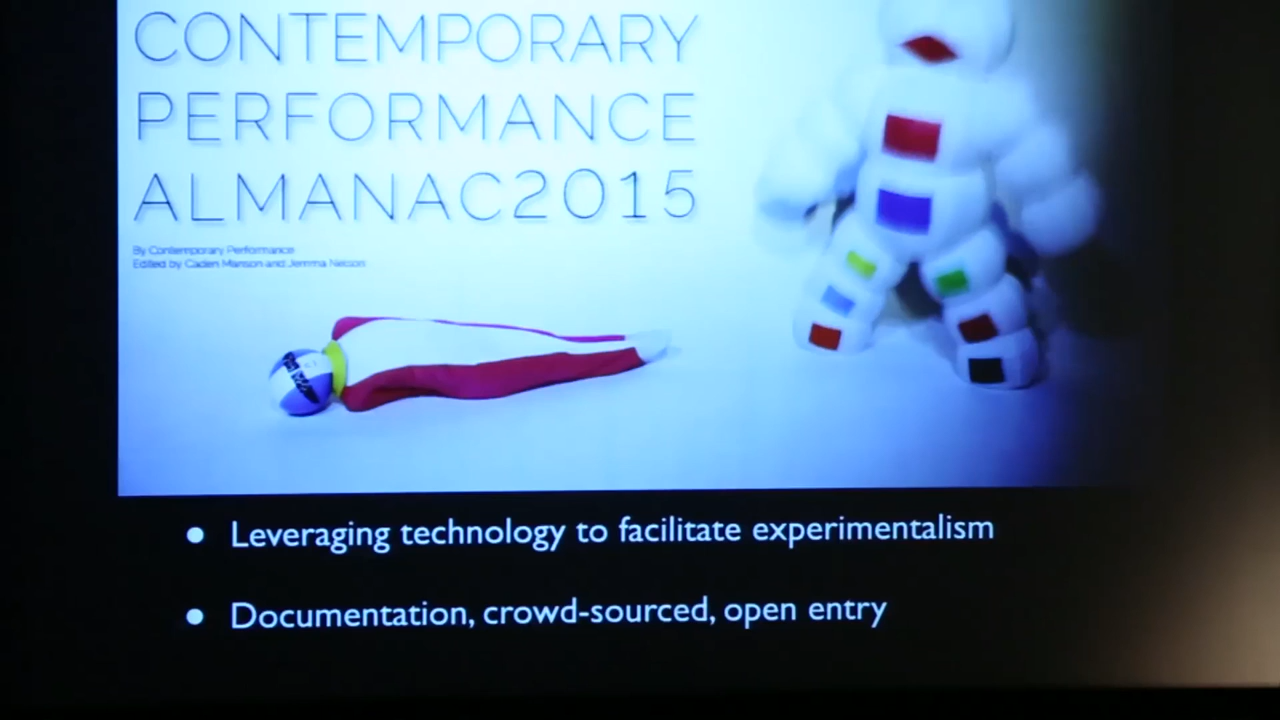 CONTEMPORARY
PERFORMANCE
ALMANAC2015
By Contemporary Performance
Edited by Caden Manson and Jemma Nelson
• Leveraging technology to facilitate experimentalism
• Documentation, crowd-sourced, open entry